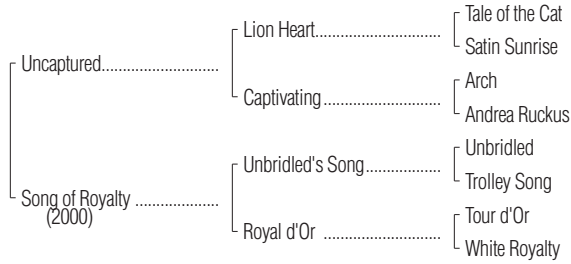 Tale of the Cat
Lion Heart..................................
Satin Sunrise
Uncaptured................................
Arch
Captivating ................................
Andrea Ruckus
Unbridled
Unbridled's Song.....................
Trolley Song
Song of Royalty .......................
(2000)
Tour d'Or
Royal d'Or ................................
White Royalty